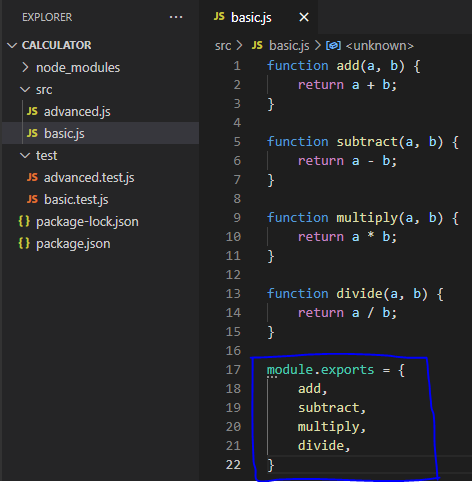 EXPLORER
CALCULATOR
node_modules
src
JS advanced.js
JS basic.js
test
JS advanced.test.js
JS basic.test.js
{} package-lock.json
{} package.json
JS basic.js ×
src > JS basic.js > <unknown>
1 function add(a, b) {
2     return a + b;
3 }
4
5 function subtract(a, b) {
6     return a - b;
7 }
8
9 function multiply(a, b) {
10     return a * b;
11 }
12
13 function divide(a, b) {
14     return a / b;
15 }
16
17 module.exports = {
18     add,
19     subtract,
20     multiply,
21     divide,
22 }